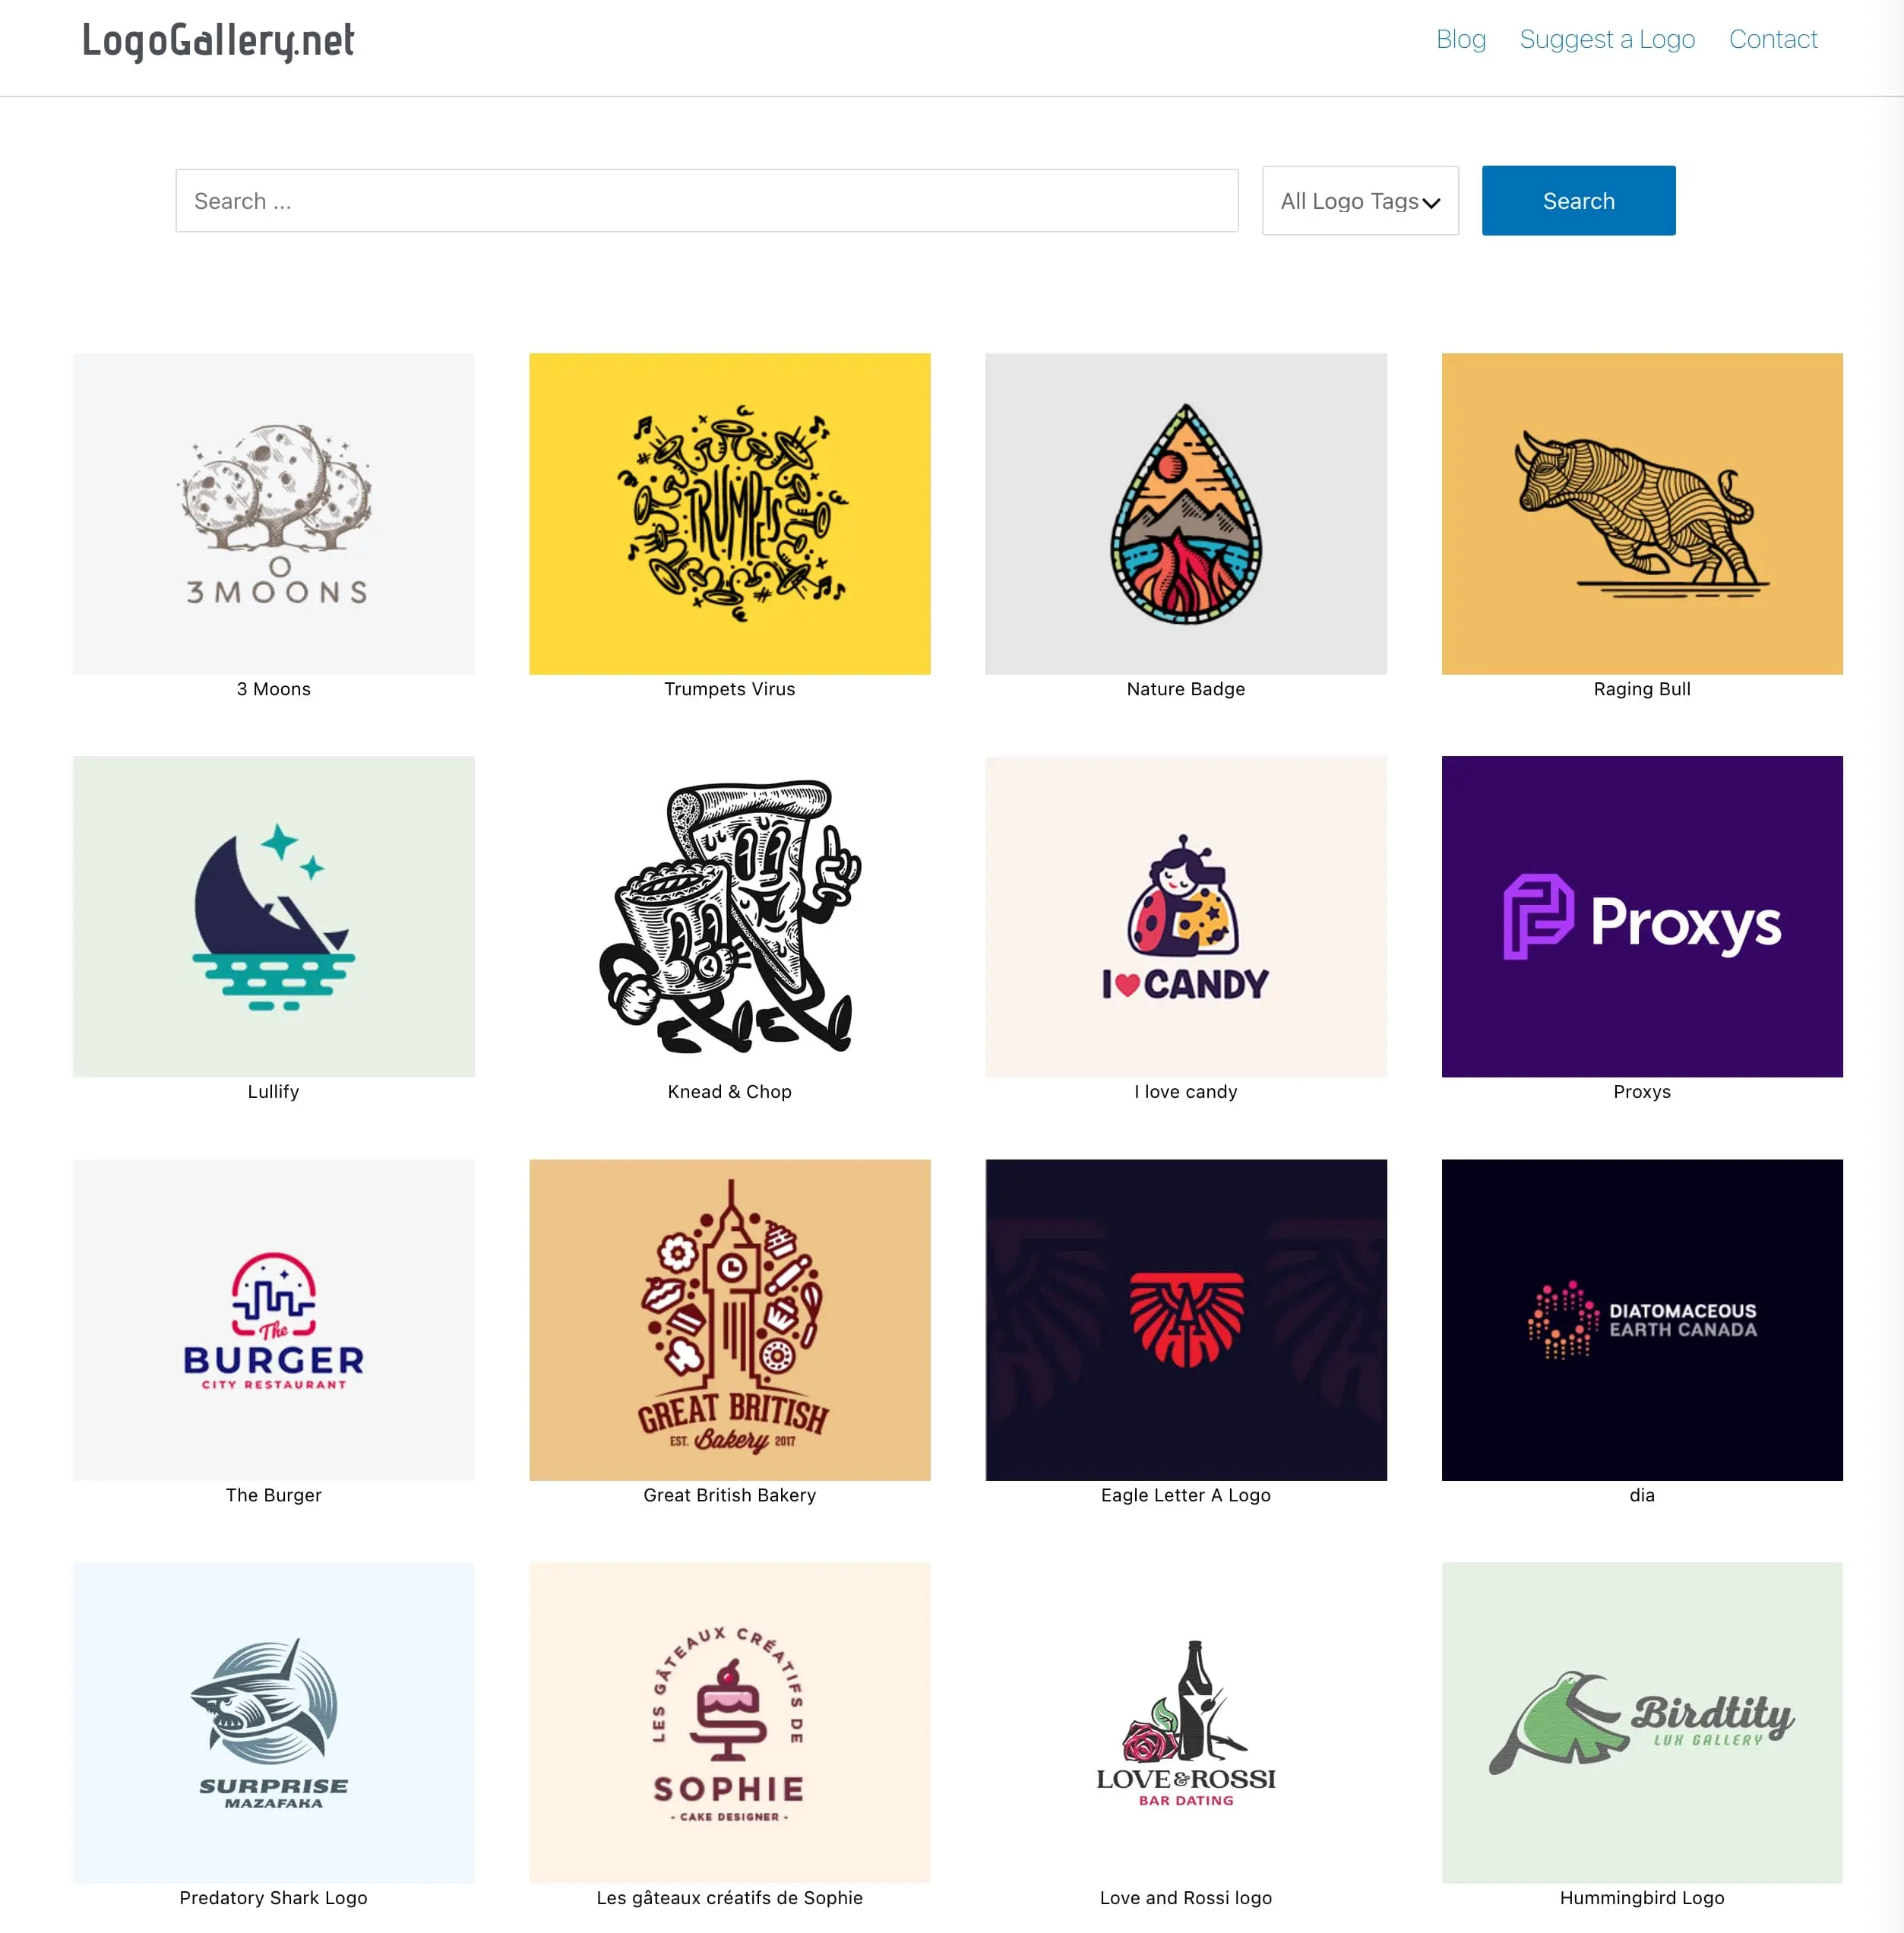 LogoGallery.net
Blog Suggest a Logo Contact
Search ...
All Logo Tags
Search
3MOONS
3 Moons
TRUMPETS
Trumpets Virus
Nature Badge
Raging Bull
Lullify
Knead & Chop
I❤CANDY
I love candy
Proxys
Proxys
The
BURGER
CITY RESTAURANT
The Burger
GREAT BRITISH
EST. Bakery 2017
Great British Bakery
Eagle Letter A Logo
DIATOMACEOUS
EARTH CANADA
dia
SURPRISE
MAZAFAKA
Predatory Shark Logo
LES GÂTEAUX CRÉATIFS DE
SOPHIE
- CAKE DESIGNER -
Les gâteaux créatifs de Sophie
LOVE&ROSSI
BAR DATING
Love and Rossi logo
Birdtity
LUX GALLERY
Hummingbird Logo